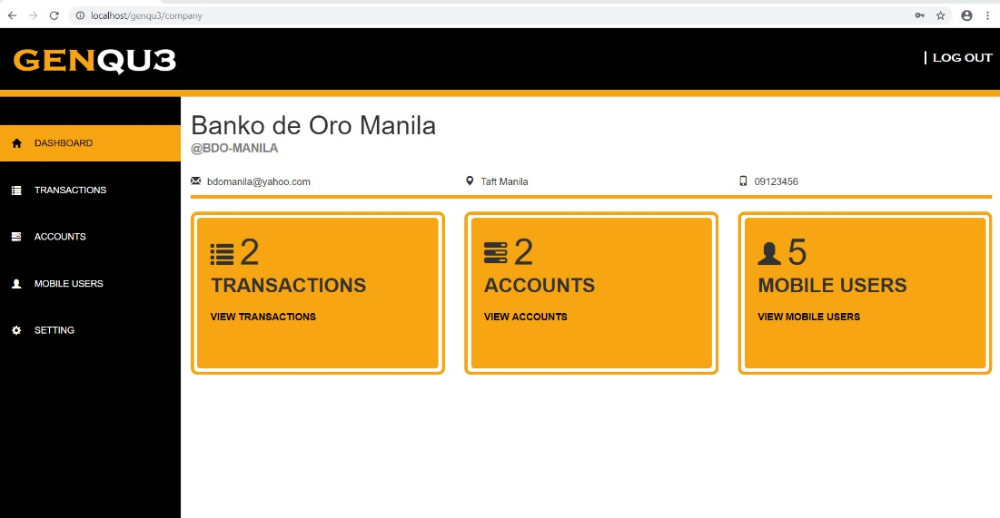 localhost/genqu3/company
GENQU3
| LOG OUT
DASHBOARD
TRANSACTIONS
ACCOUNTS
MOBILE USERS
SETTING
Banko de Oro Manila
@BDO-MANILA
bdomanila@yahoo.com
Taft Manila
09123456
2
TRANSACTIONS
VIEW TRANSACTIONS
2
ACCOUNTS
VIEW ACCOUNTS
5
MOBILE USERS
VIEW MOBILE USERS